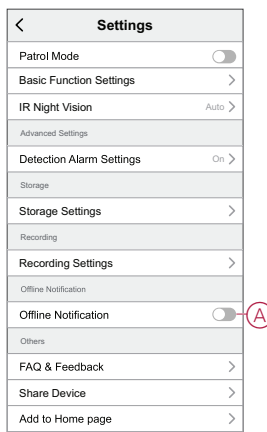 Settings
Patrol Mode
Basic Function Settings
IR Night Vision Auto
Advanced Settings
Detection Alarm Settings On
Storage
Storage Settings
Recording
Recording Settings
Offline Notification
Offline Notification A
Others
FAQ & Feedback
Share Device
Add to Home page